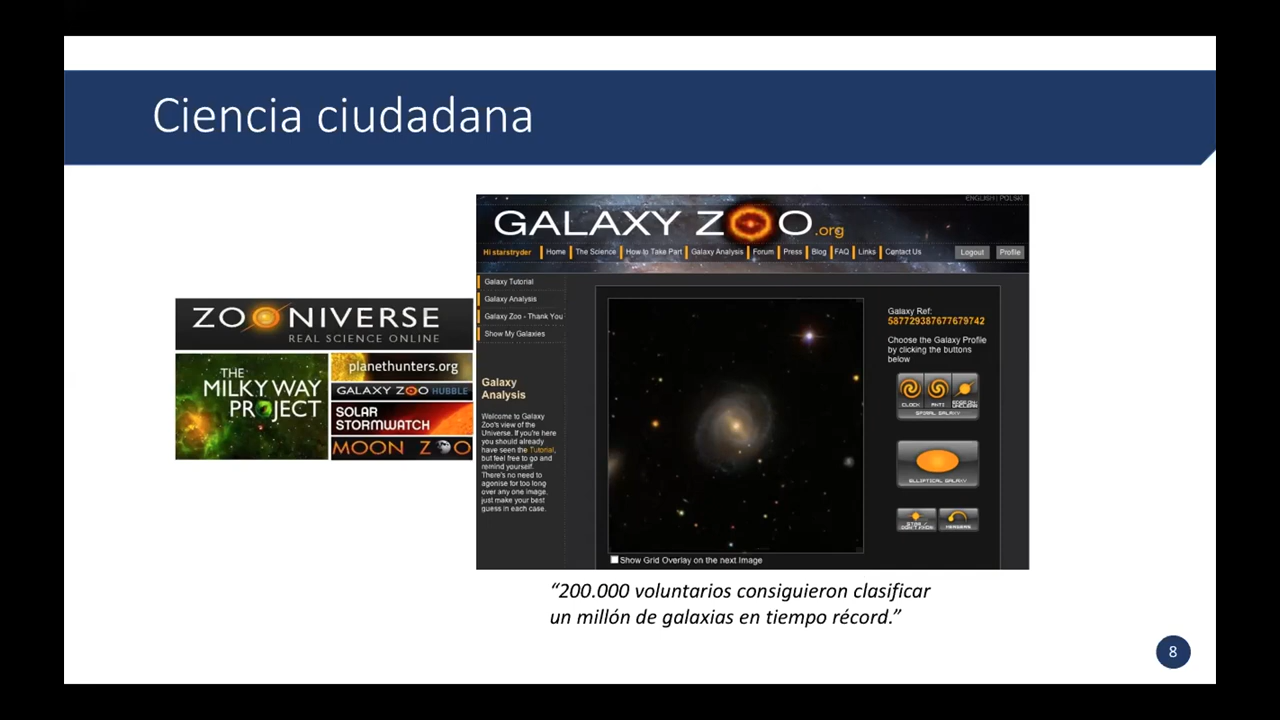 Ciencia ciudadana
ZOONIVERSE
REAL SCIENCE ONLINE
THE
MILKY WAY
PROJECT
planethunters.org
GALAXY ZOO HUBBLE
SOLAR
STORMWATCH
MOON ZOO
ENGLISH | POLSKI
GALAXY ZOO.org
Hi starstryder
Home
The Science
How to Take Part
Galaxy Analysis
Forum
Press
Blog
FAQ
Links
Contact Us
Logout
Profile
Galaxy Tutorial
Galaxy Analysis
Galaxy Zoo - Thank You
Show My Galaxies
Galaxy
Analysis
Welcome to Galaxy
Zoo's view of the
Universe. If you're here
you should already
have seen the Tutorial,
but feel free to go and
remind yourself.
There's no need to
agonise for too long
over any one image,
just make your best
guess in each case.
Show Grid Overlay on the next Image
Galaxy Ref:
587729387677679742
Choose the Galaxy Profile
by clicking the buttons
below
CLOCK
ANTI
EDGE ON/
UNCLEAR
SPIRAL GALAXY
ELLIPTICAL GALAXY
STAR /
DON'T KNOW
MERGERS
“200.000 voluntarios consiguieron clasificar
un millón de galaxias en tiempo récord.”
8